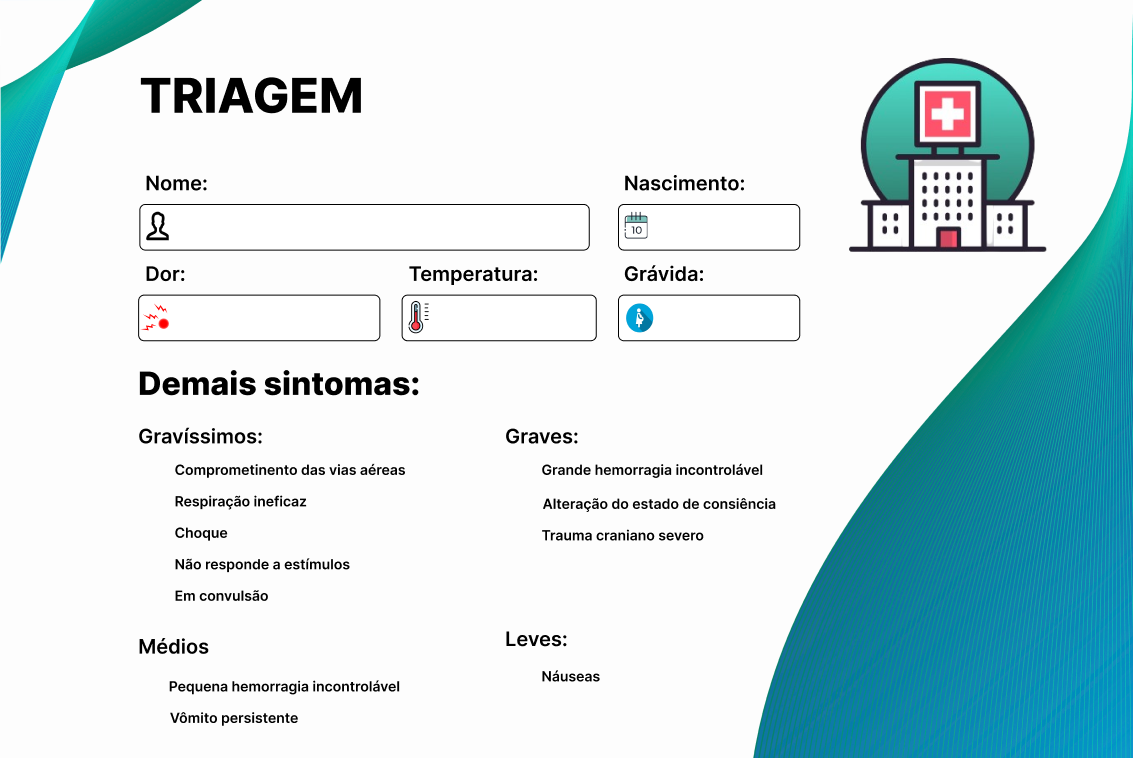 TRIAGEM
Nome:
Nascimento:
10
Dor:
Temperatura:
Grávida:
Demais sintomas:
Gravíssimos:
Comprometinento das vias aéreas
Respiração ineficaz
Choque
Não responde a estímulos
Em convulsão
Graves:
Grande hemorragia incontrolável
Alteração do estado de consiência
Trauma craniano severo
Médios
Pequena hemorragia incontrolável
Vômito persistente
Leves:
Náuseas